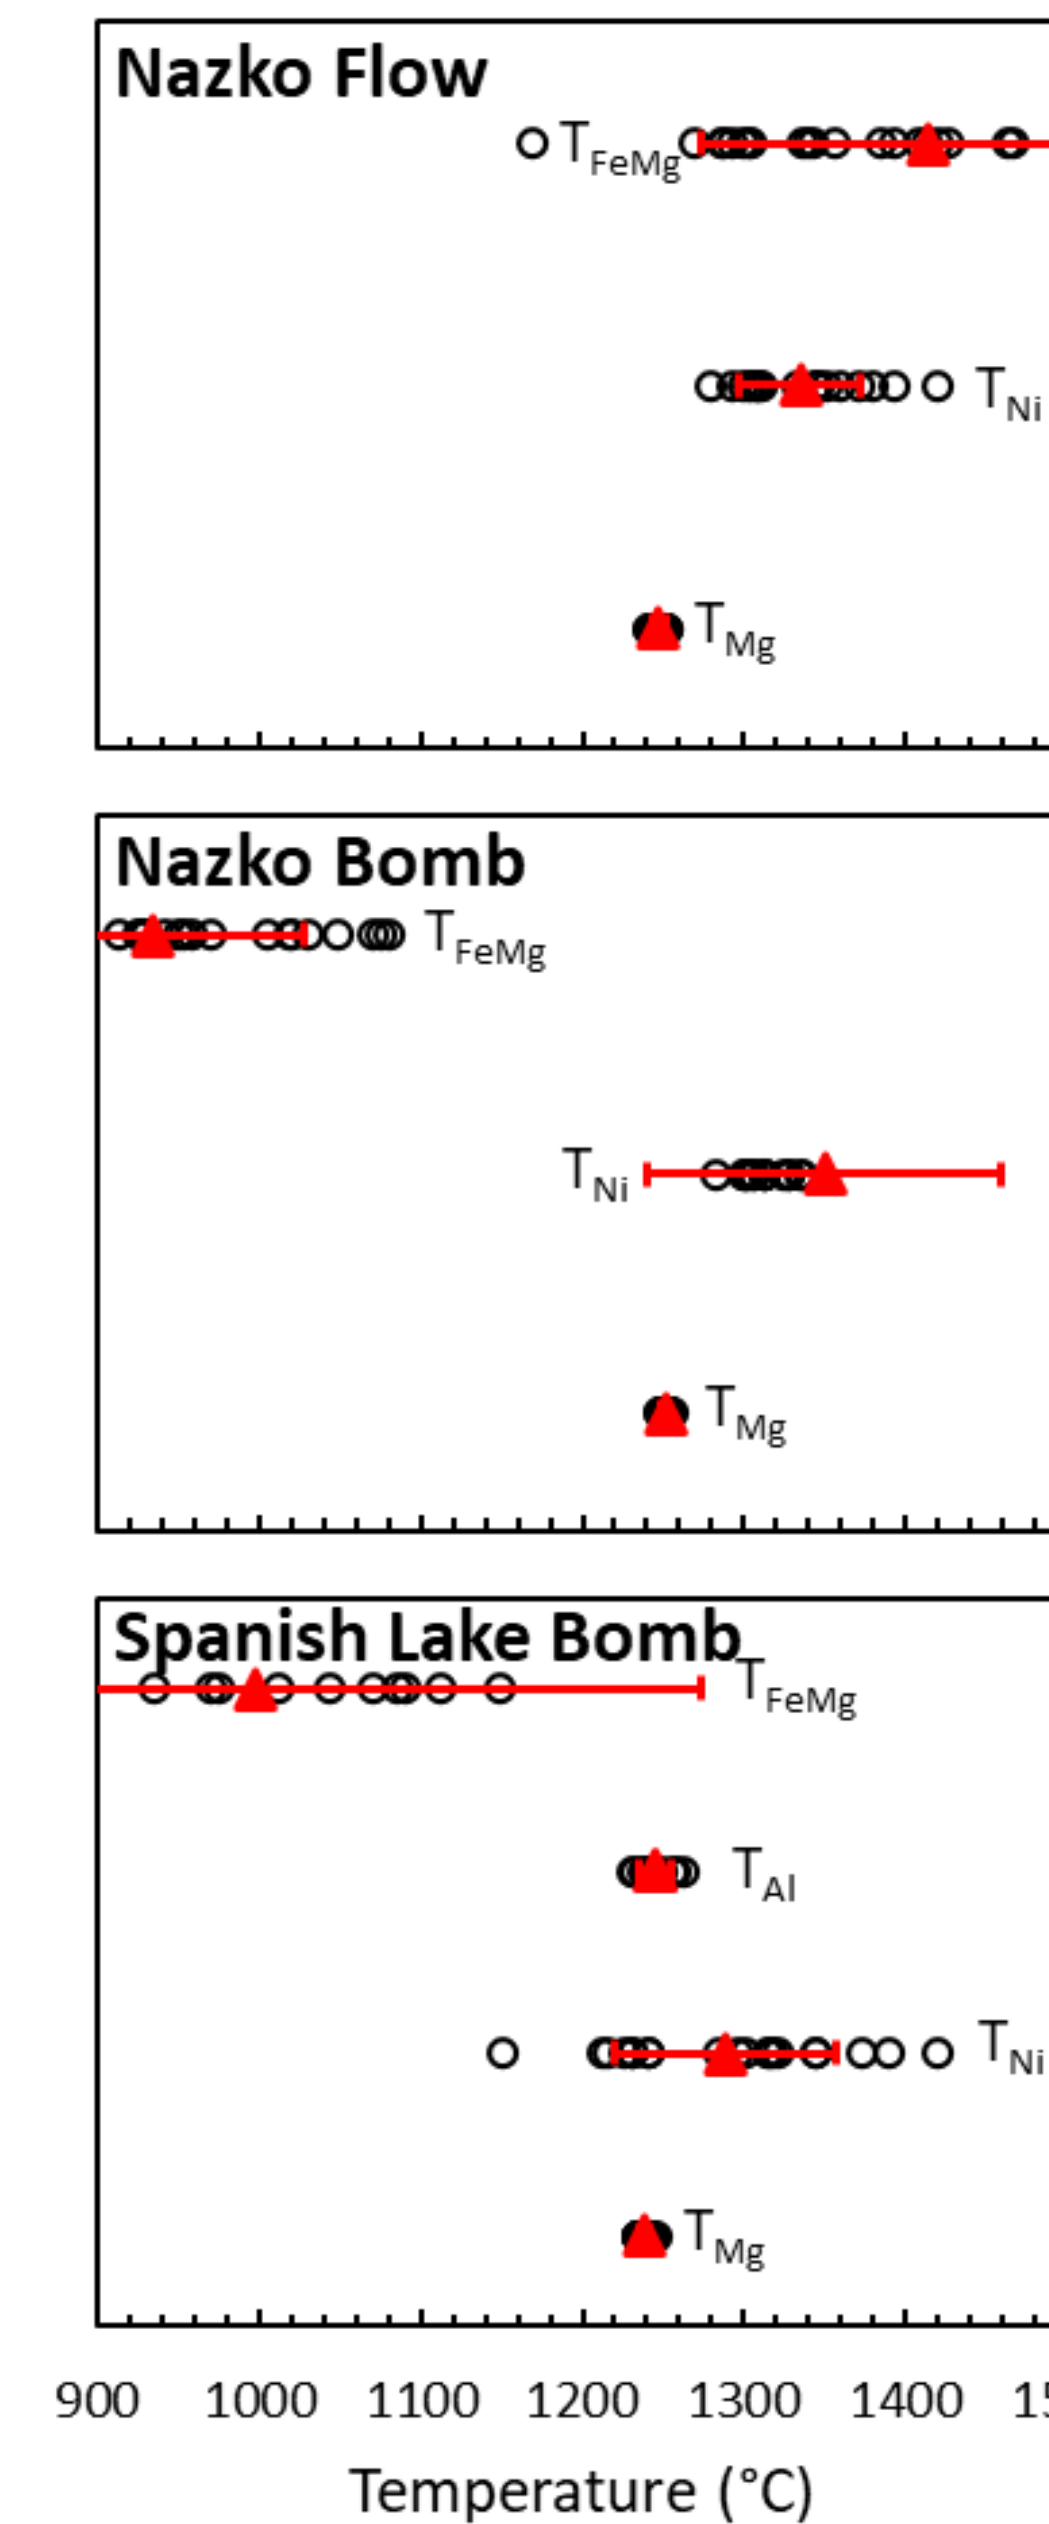 Nazko Flow
TFeMg
TNi
TMg
Nazko Bomb
TFeMg
TNi
TMg
Spanish Lake Bomb
TFeMg
TAl
TNi
TMg
900 1000 1100 1200 1300 1400
Temperature (°C)